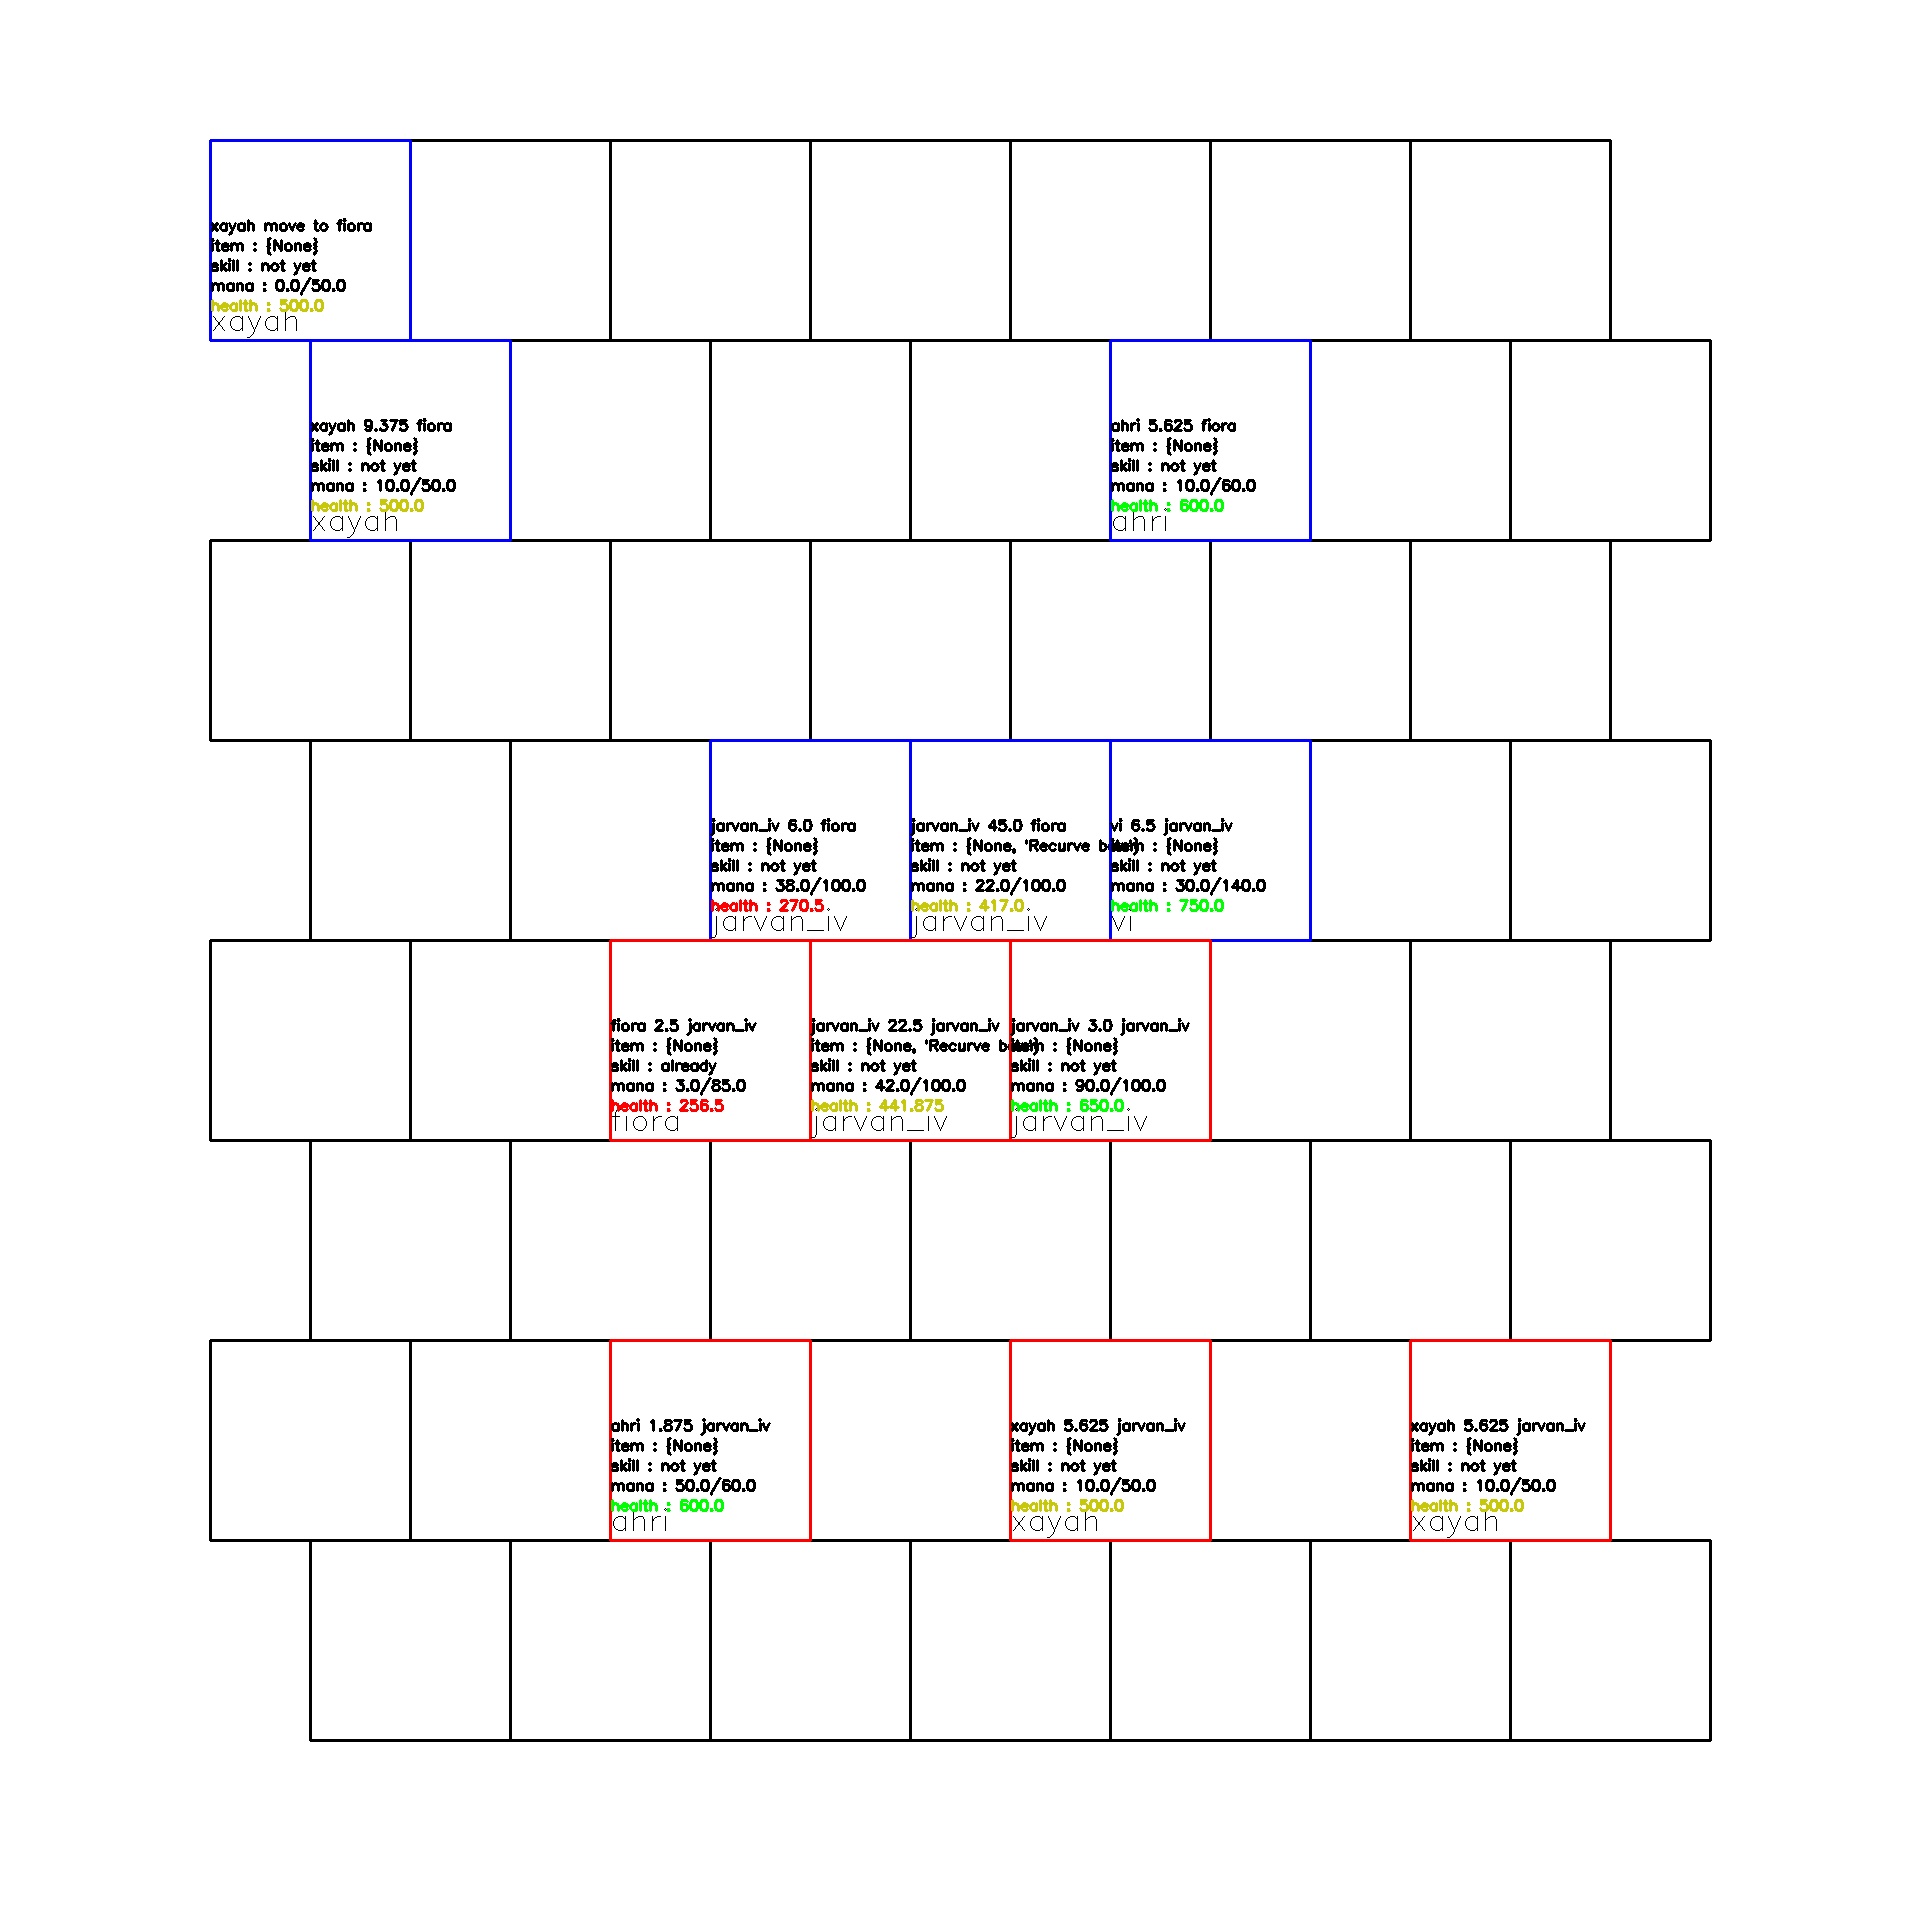 xayah move to fiora
item : {None}
skill : not yet
mana : 0.0/50.0
health : 500.0
xayah
xayah 9.375 fiora
item : {None}
skill : not yet
mana : 10.0/50.0
health : 500.0
xayah
ahri 5.625 fiora
item : {None}
skill : not yet
mana : 10.0/60.0
health : 600.0
ahri
jarvan_iv 6.0 fiora
item : {None}
skill : not yet
mana : 38.0/100.0
health : 270.5
jarvan_iv
jarvan_iv 45.0 fiora
item : {None, 'Recurve
skill : not yet
mana : 22.0/100.0
health : 417.0
jarvan_iv
vi 6.5 jarvan_iv
: {None}
skill : not yet
mana : 30.0/140.0
health : 750.0
vi
fiora 2.5 jarvan_iv
item : {None}
skill : already
mana : 3.0/85.0
health : 256.5
fiora
jarvan_iv 22.5 jarvan_iv
item : {None, 'Recurve
skill : not yet
mana : 42.0/100.0
health : 441.875
jarvan_iv
jarvan_iv 3.0 jarvan_iv
: {None}
skill : not yet
mana : 90.0/100.0
health : 650.0
jarvan_iv
ahri 1.875 jarvan_iv
item : {None}
skill : not yet
mana : 50.0/60.0
health : 600.0
ahri
xayah 5.625 jarvan_iv
item : {None}
skill : not yet
mana : 10.0/50.0
health : 500.0
xayah
xayah 5.625 jarvan_iv
item : {None}
skill : not yet
mana : 10.0/50.0
health : 500.0
xayah